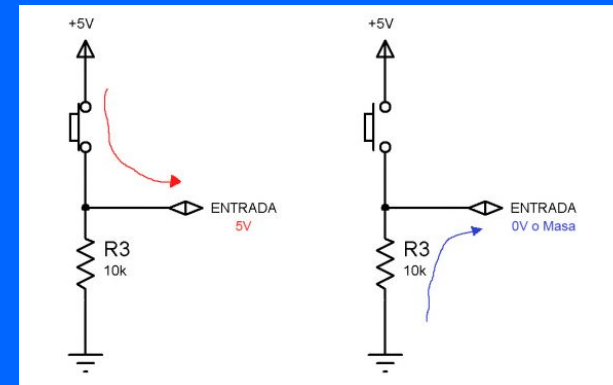 +5V
ENTRADA
5V
R3
10k
+5V
ENTRADA
0V o Masa
R3
10k